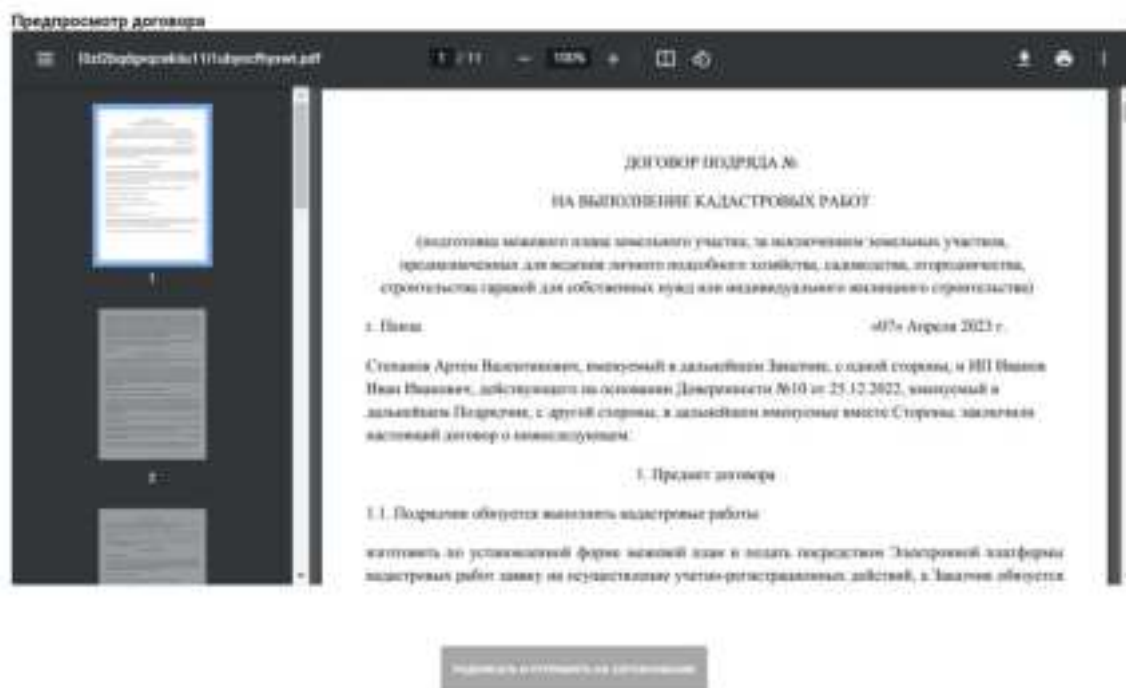 Предпросмотр договора
1 / 11 − 100% +
1
2
ДОГОВОР ПОДРЯДА №
НА ВЫПОЛНЕНИЕ КАДАСТРОВЫХ РАБОТ
(подготовка межевого плана земельного участка, за исключением земельных участков,
предназначенных для ведения личного подсобного хозяйства, садоводства, огородничества,
строительства гаражей для собственных нужд или индивидуального жилищного строительства)
г. Пенза «07» Апреля 2023 г.
Степанов Артем Валентинович, именуемый в дальнейшем Заказчик, с одной стороны, и ИП Иванов
Иван Иванович, действующего на основании Доверенности №10 от 25.12.2022, именуемый в
дальнейшем Подрядчик, с другой стороны, в дальнейшем именуемые вместе Стороны, заключили
настоящий договор о нижеследующем:
1. Предмет договора
1.1. Подрядчик обязуется выполнить кадастровые работы
изготовить по установленной форме межевой план и подать посредством Электронной платформы
кадастровых работ заявку на осуществление учетно-регистрационных действий, а Заказчик обязуется